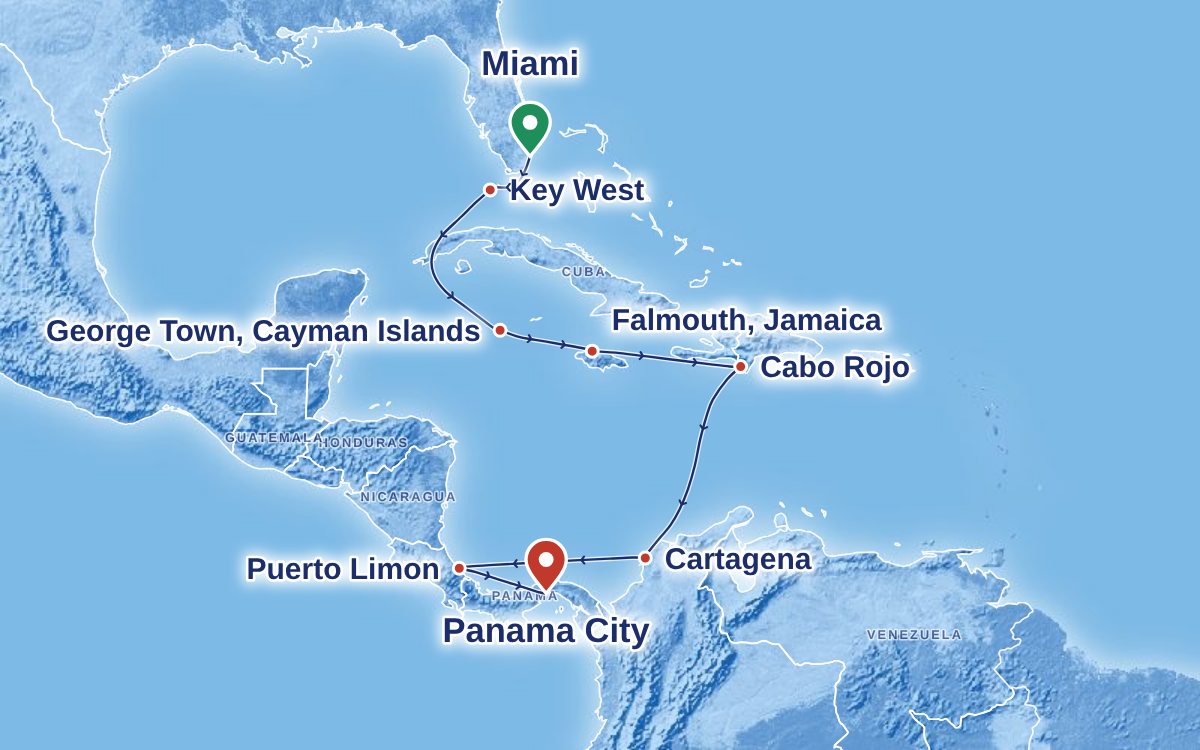 Miami
Key West
CUBA
Falmouth, Jamaica
George Town, Cayman Islands
Cabo Rojo
GUATEMALA
HONDURAS
NICARAGUA
Cartagena
Puerto Limon
PANAMA
Panama City
VENEZUELA